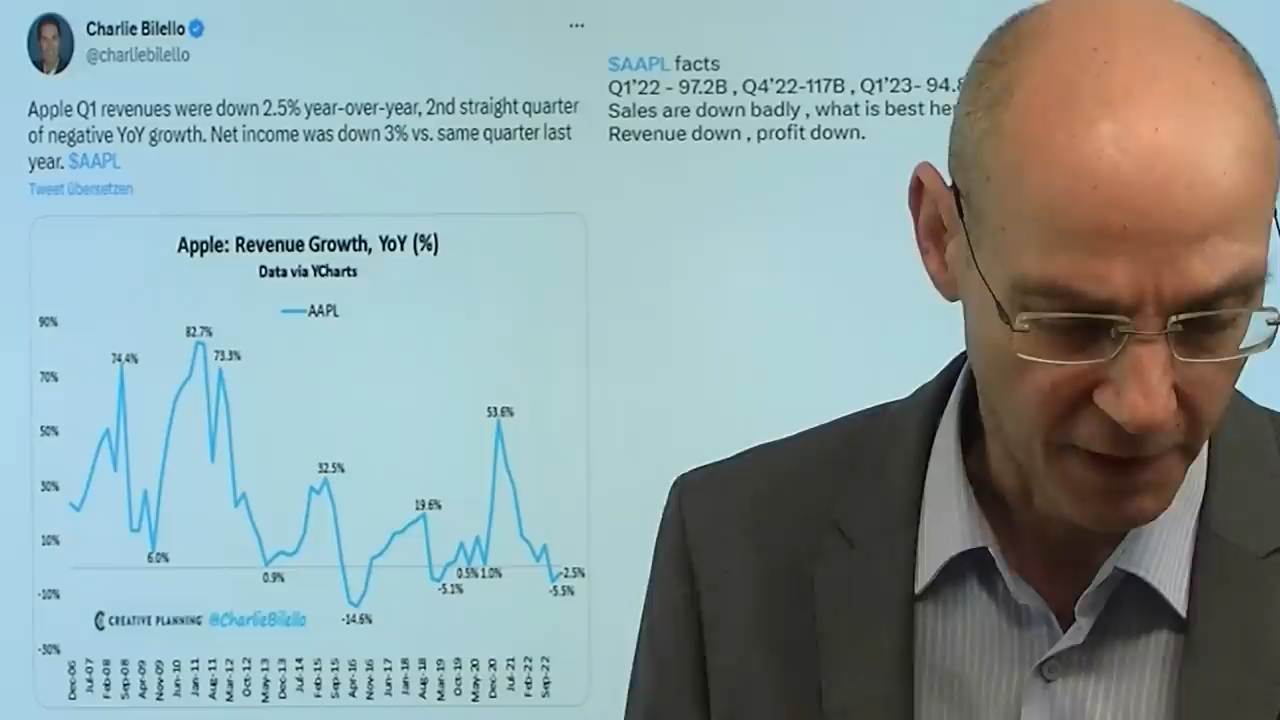 Charlie Bilello
@charliebilello
Apple Q1 revenues were down 2.5% year-over-year, 2nd straight quarter
of negative YoY growth. Net income was down 3% vs. same quarter last
year. $AAPL
Tweet übersetzen
Apple: Revenue Growth, YoY (%)
Data via YCharts
AAPL
90%
70%
50%
30%
10%
-10%
-30%
74.4%
6.0%
82.7%
73.3%
0.9%
32.5%
-14.6%
19.6%
-5.1%
0.5%
1.0%
53.6%
-5.5%
-2.5%
CREATIVE PLANNING @CharlieBilello
Dec-06
Jul-07
Feb-08
Sep-08
Apr-09
Nov-09
Jun-10
Jan-11
Aug-11
Mar-12
Oct-12
May-13
Dec-13
Jul-14
Feb-15
Sep-15
Apr-16
Nov-16
Jun-17
Jan-18
Aug-18
Mar-19
Oct-19
May-20
Dec-20
Jul-21
Feb-22
Sep-22
$AAPL facts
Q1'22 - 97.2B , Q4'22-117B , Q1'23- 94.8
Sales are down badly , what is best he
Revenue down , profit down.